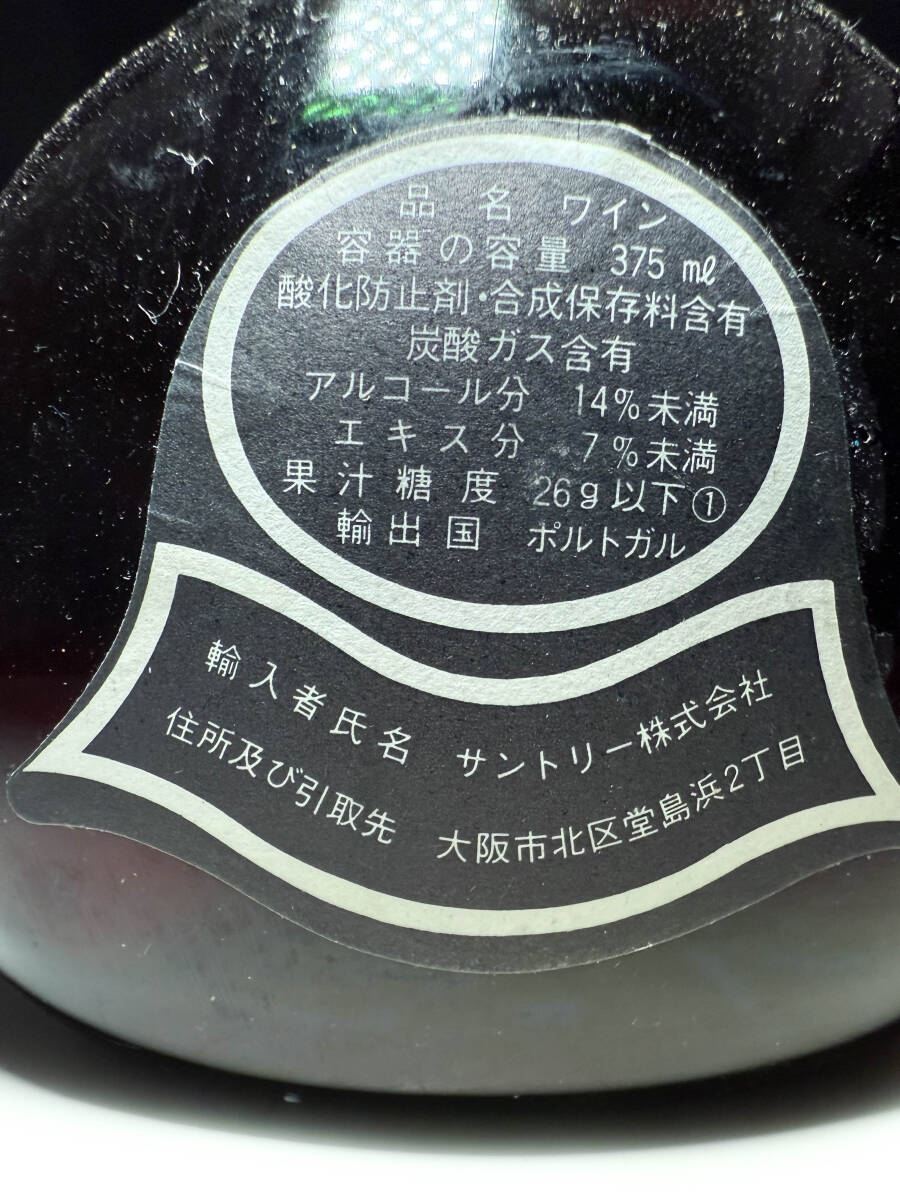 品名 ワイン
容器の容量 375 ㎖
酸化防止剤・合成保存料含有
炭酸ガス含有
アルコール分 14%未満
エキス分 7%未満
果汁糖度 26g以下①
輸出国 ポルトガル
輸入者氏名 サントリー株式会社
住所及び引取先 大阪市北区堂島浜2丁目